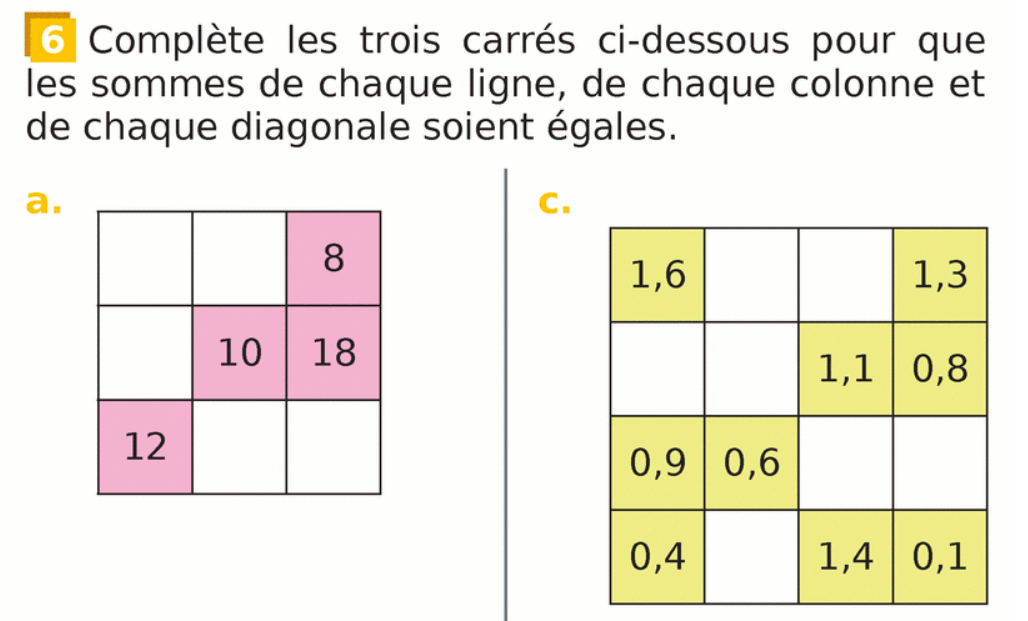 6 Complète les trois carrés ci-dessous pour que
les sommes de chaque ligne, de chaque colonne et
de chaque diagonale soient égales.
a.
8
10 18
12
c.
1,6 1,3
1,1 0,8
0,9 0,6
0,4 1,4 0,1